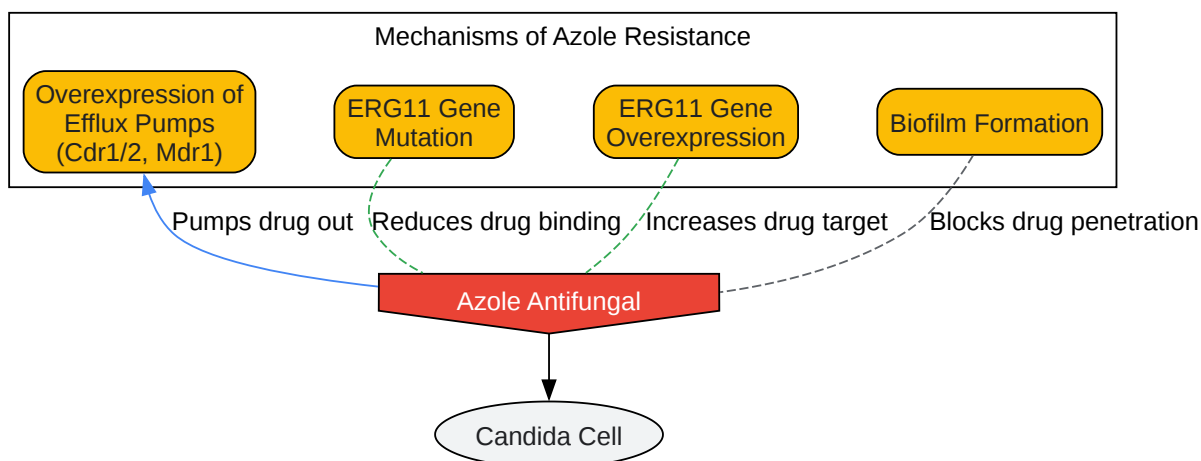 Mechanisms of Azole Resistance
Overexpression of
Efflux Pumps
(Cdr1/2, Mdr1)
ERG11 Gene
Mutation
ERG11 Gene
Overexpression
Biofilm Formation
Pumps drug out
Reduces drug binding
Increases drug target
Blocks drug penetration
Azole Antifungal
Candida Cell